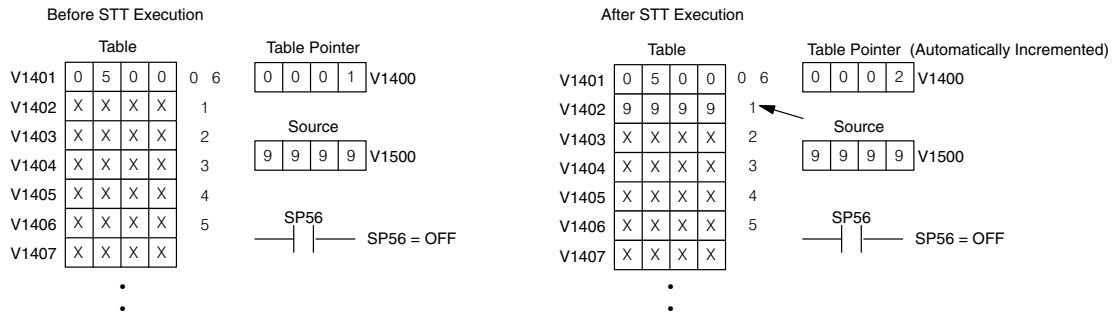 Before STT Execution
Table
V1401 0 5 0 0 0 6
V1402 X X X X 1
V1403 X X X X 2
V1404 X X X X 3
V1405 X X X X 4
V1406 X X X X 5
V1407 X X X X
Table Pointer
0 0 0 1 V1400
Source
9 9 9 9 V1500
SP56
SP56 = OFF
After STT Execution
Table
V1401 0 5 0 0 0 6
V1402 9 9 9 9 1
V1403 X X X X 2
V1404 X X X X 3
V1405 X X X X 4
V1406 X X X X 5
V1407 X X X X
Table Pointer (Automatically Incremented)
0 0 0 2 V1400
Source
9 9 9 9 V1500
SP56
SP56 = OFF